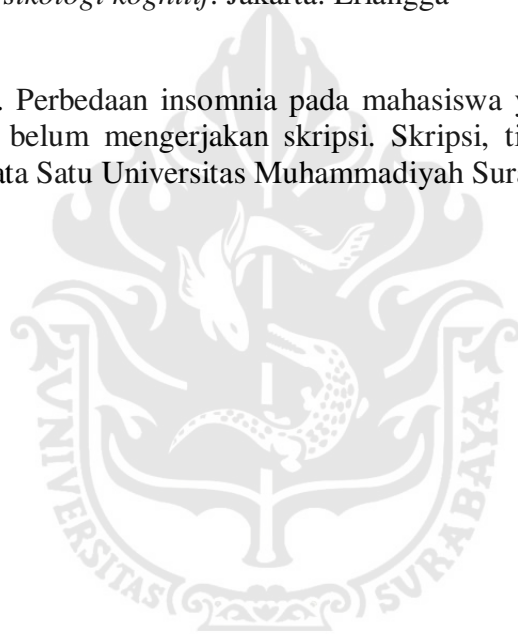 sikologi kognitif. Jakarta: Erlangga
. Perbedaan insomnia pada mahasiswa y
belum mengerjakan skripsi. Skripsi, ti
ata Satu Universitas Muhammadiyah Sura
UNIVERSITAS SURABAYA